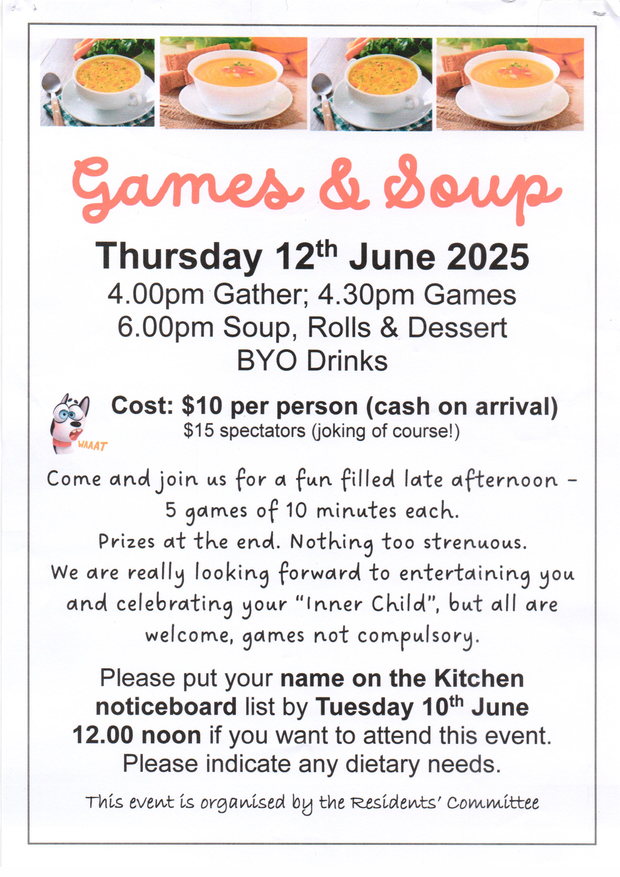 Games & Soup
Thursday 12th June 2025
4.00pm Gather; 4.30pm Games
6.00pm Soup, Rolls & Dessert
BYO Drinks
Cost: $10 per person (cash on arrival)
$15 spectators (joking of course!)
WAAAT
Come and join us for a fun filled late afternoon –
5 games of 10 minutes each.
Prizes at the end. Nothing too strenuous.
We are really looking forward to entertaining you
and celebrating your “Inner Child”, but all are
welcome, games not compulsory.
Please put your name on the Kitchen
noticeboard list by Tuesday 10th June
12.00 noon if you want to attend this event.
Please indicate any dietary needs.
This event is organised by the Residents’ Committee